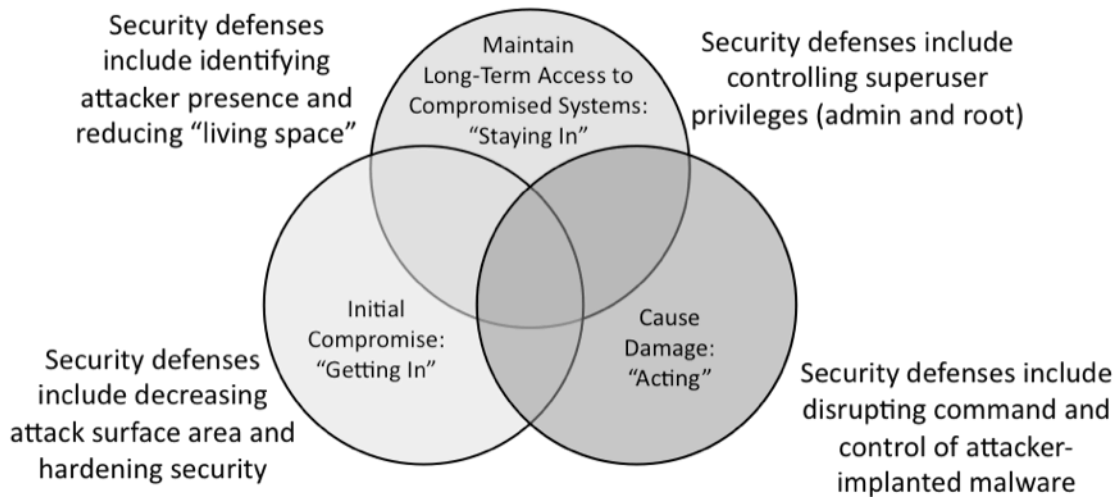 Security defenses
include identifying
attacker presence and
reducing “living space”
Maintain
Long-Term Access to
Compromised Systems:
“Staying In”
Security defenses include
controlling superuser
privileges (admin and root)
Initial
Compromise:
“Getting In”
Cause
Damage:
“Acting”
Security defenses
include decreasing
attack surface area and
hardening security
Security defenses include
disrupting command and
control of attacker-
implanted malware